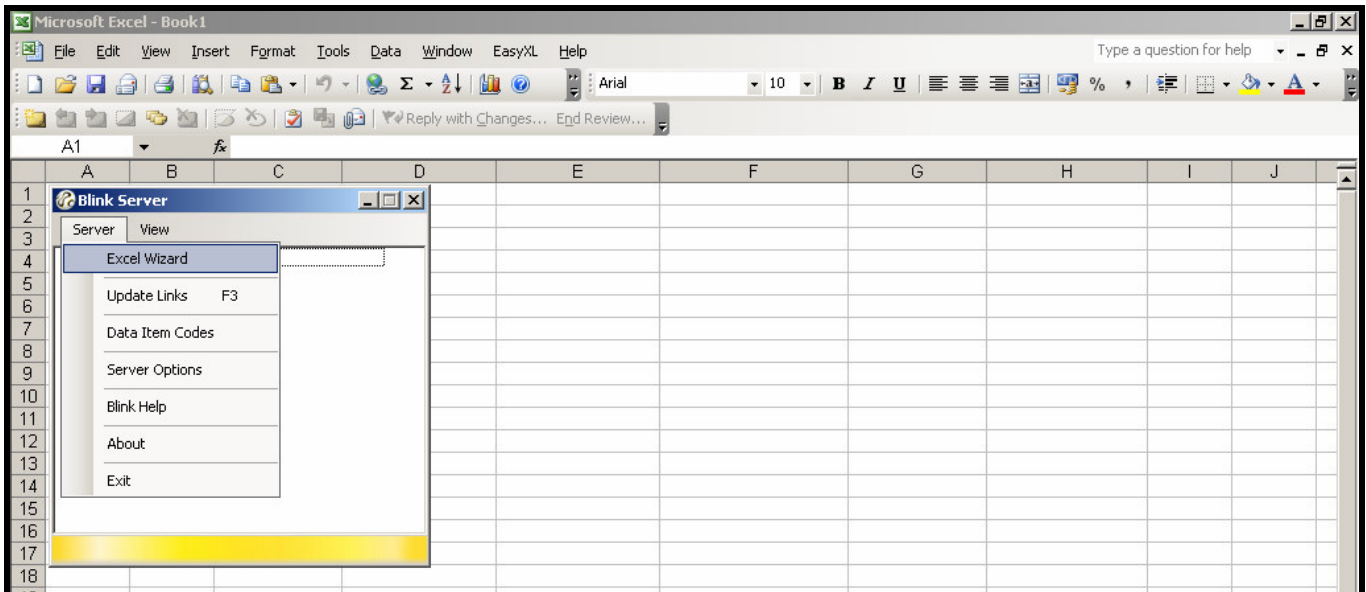 Microsoft Excel - Book1
File Edit View Insert Format Tools Data Window EasyXL Help Type a question for help
Σ Arial 10 B I U % , A
Reply with Changes... End Review...
A1 fx
A B C D E F G H I J
1 Blink Server
2
3 Server View
4 Excel Wizard
5
6 Update Links F3
7 Data Item Codes
8
9 Server Options
10
11 Blink Help
12 About
13
14 Exit
15
16
17
18